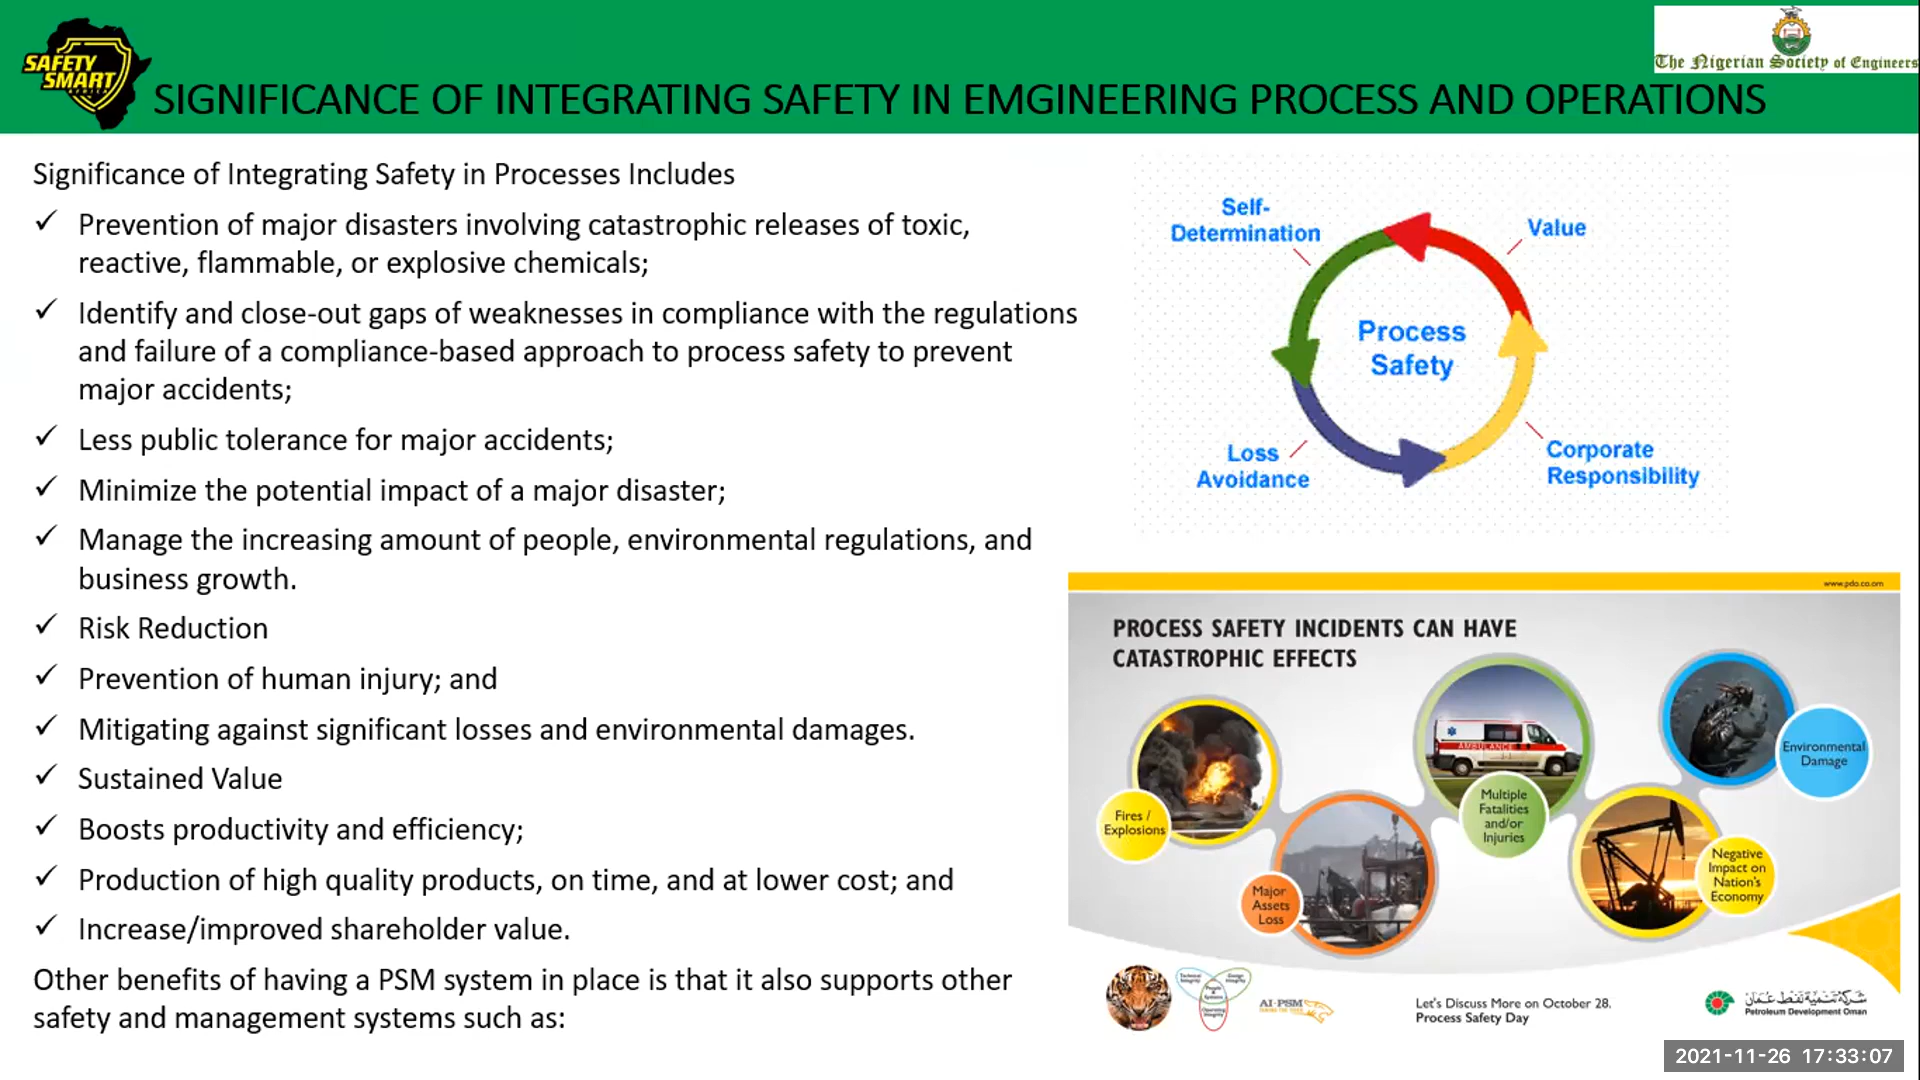 SAFETY
SMART
The Nigerian Society of Engineers
SIGNIFICANCE OF INTEGRATING SAFETY IN EMGINEERING PROCESS AND OPERATIONS
Significance of Integrating Safety in Processes Includes
✓ Prevention of major disasters involving catastrophic releases of toxic,
reactive, flammable, or explosive chemicals;
✓ Identify and close-out gaps of weaknesses in compliance with the regulations
and failure of a compliance-based approach to process safety to prevent
major accidents;
✓ Less public tolerance for major accidents;
✓ Minimize the potential impact of a major disaster;
✓ Manage the increasing amount of people, environmental regulations, and
business growth.
✓ Risk Reduction
✓ Prevention of human injury; and
✓ Mitigating against significant losses and environmental damages.
✓ Sustained Value
✓ Boosts productivity and efficiency;
✓ Production of high quality products, on time, and at lower cost; and
✓ Increase/improved shareholder value.
Other benefits of having a PSM system in place is that it also supports other
safety and management systems such as:
Self-
Determination
Value
Process
Safety
Loss
Avoidance
Corporate
Responsibility
www.pdo.co.om
PROCESS SAFETY INCIDENTS CAN HAVE
CATASTROPHIC EFFECTS
Fires /
Explosions
Major
Assets
Loss
AMBULANCE
Multiple
Fatalities
and/or
Injuries
Negative
Impact on
Nation's
Economy
Environmental
Damage
Technical
Integrity
Design
Integrity
People
&
Systems
Operating
Integrity
AI-PSM
Let's Discuss More on October 28.
Process Safety Day
شركة تنمية نفط عمان
Petroleum Development Oman
2021-11-26 17:33:07